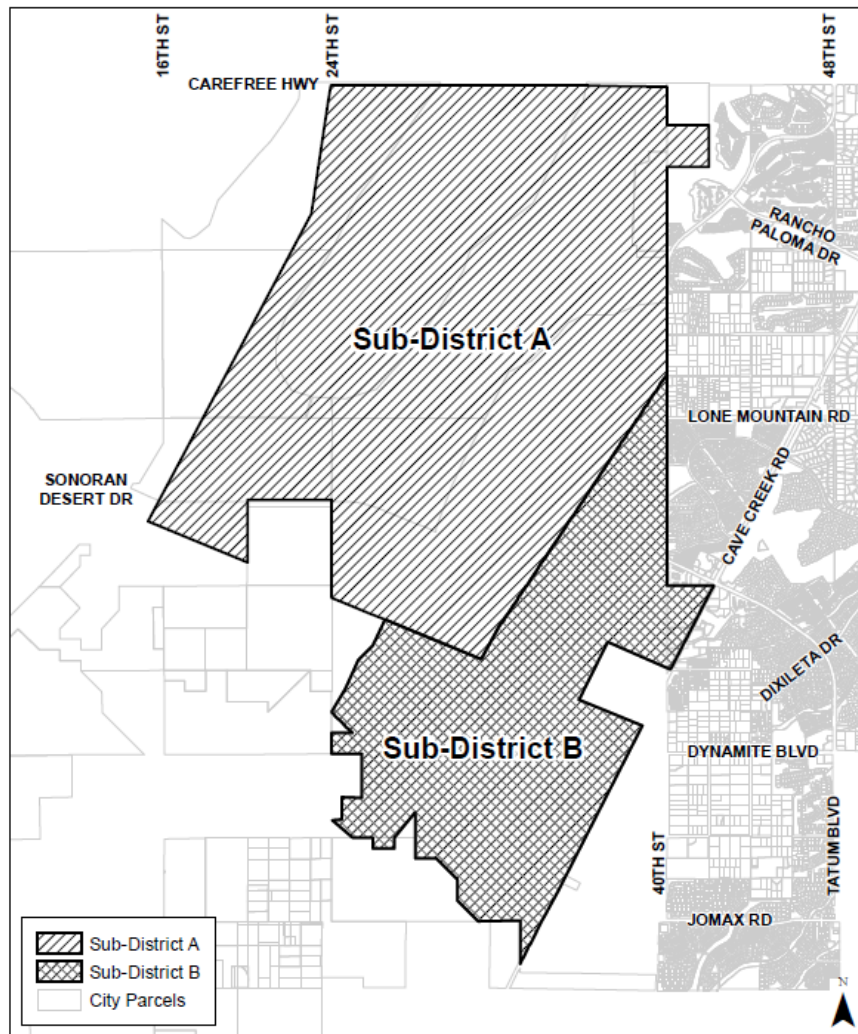 16TH ST
24TH ST
48TH ST
CAREFREE HWY
RANCHO
PALOMA DR
Sub-District A
LONE MOUNTAIN RD
SONORAN
DESERT DR
CAVE CREEK RD
DIXILETA DR
Sub-District B
DYNAMITE BLVD
40TH ST
TATUM BLVD
JOMAX RD
Sub-District A
Sub-District B
City Parcels
N